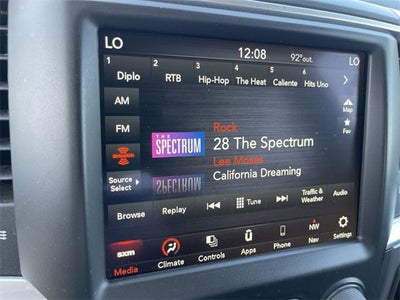 LO
12:08
92° out.
LO
1
2
3
4
5
6
Diplo
RTB
Hip-Hop
The Heat
Caliente
Hits Uno
AM
Map
FM
Fav
Rock
THE SPECTRUM
28 The Spectrum
Lee Moses
California Dreaming
SiriusXM
Source Select
Browse
Replay
Tune
Traffic & Weather
Audio
sxm
Media
Climate
Controls
Apps
Phone
NW
Nav
Settings